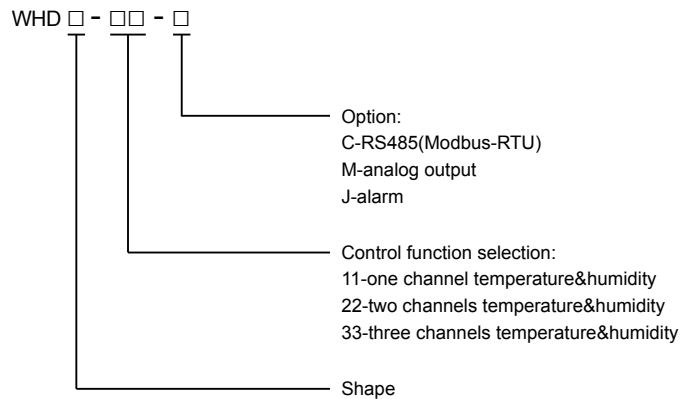 WHD □ - □□ - □
Option:
C-RS485(Modbus-RTU)
M-analog output
J-alarm
Control function selection:
11-one channel temperature&humidity
22-two channels temperature&humidity
33-three channels temperature&humidity
Shape